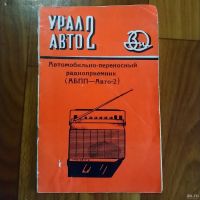 УРАЛ
АВТО 2
Автомобильно-переносный
радиоприемник
(АБПП—Авто-2)